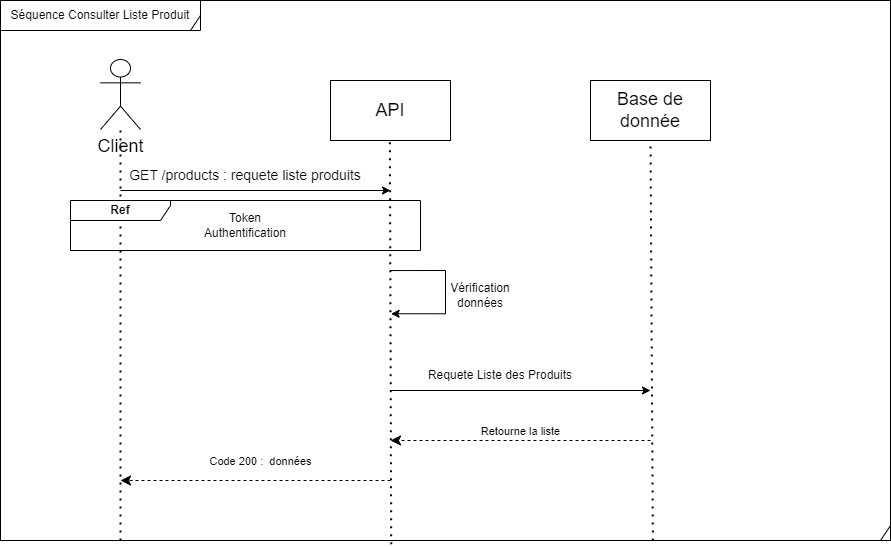 Séquence Consulter Liste Produit
API
Base de
donnée
Client
GET /products : requete liste produits
Ref
Token
Authentification
Vérification
données
Requete Liste des Produits
Retourne la liste
Code 200 : données